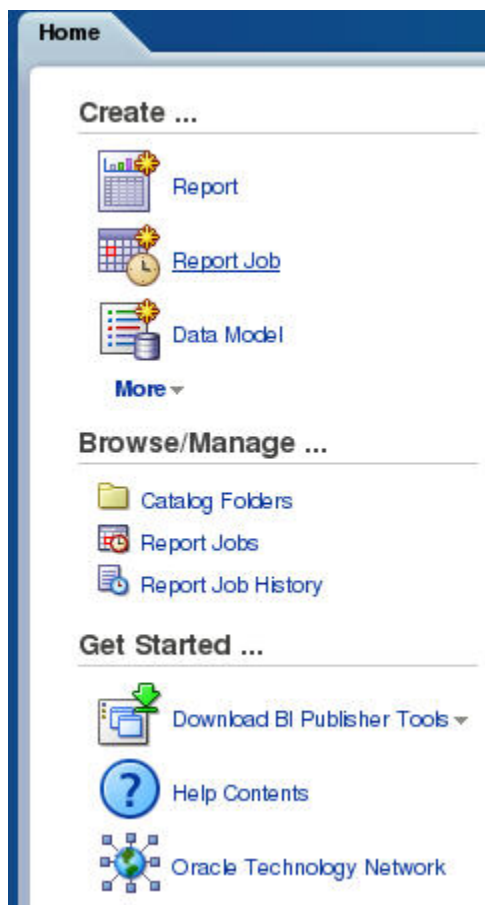 Home
Create ...
Report
Report Job
Data Model
More
Browse/Manage ...
Catalog Folders
Report Jobs
Report Job History
Get Started ...
Download BI Publisher Tools
?
Help Contents
Oracle Technology Network